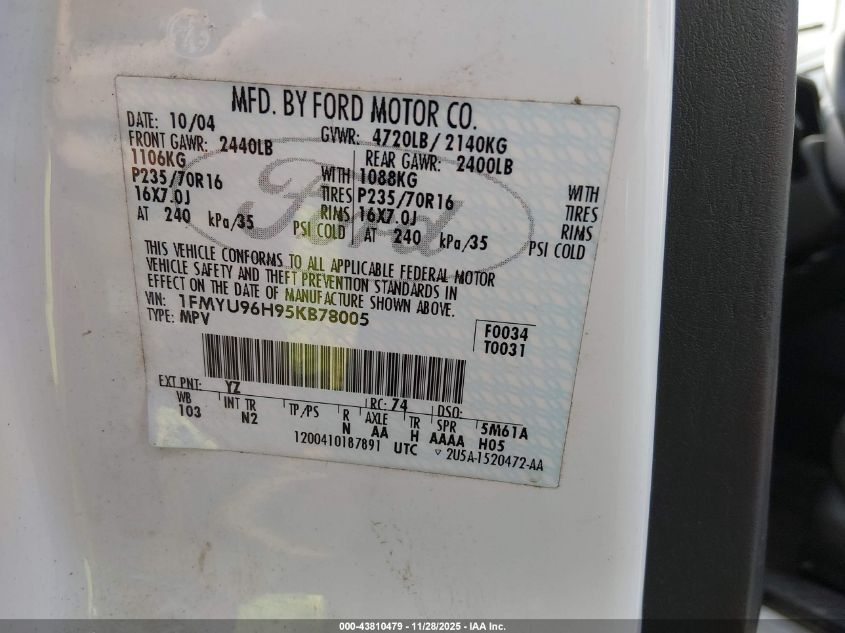 MFD. BY FORD MOTOR CO.
DATE: 10/04 GVWR: 4720LB/ 2140KG
FRONT GAWR: 2440LB REAR GAWR: 2400LB
1106KG WITH 1088KG WITH
P235/70R16 TIRES P235/70R16 TIRES
16X7.0J RIMS 16X7.0J RIMS
AT 240 kPa/35 PSI COLD AT 240 kPa/35 PSI COLD
THIS VEHICLE CONFORMS TO ALL APPLICABLE FEDERAL MOTOR
VEHICLE SAFETY AND THEFT PREVENTION STANDARDS IN
EFFECT ON THE DATE OF MANUFACTURE SHOWN ABOVE.
VIN: 1FMYU96H95KB78005
TYPE: MPV
F0034
T0031
EXT PNT: YZ RC: 74 DSO:
WB INT TR TP/PS R AXLE TR SPR 5M61A
103 N2 N AA H AAAA H05
1200410187891 UTC ▿ 2U5A-1520472-AA
Ford
000-43810479 - 11/28/2025 - IAA Inc.